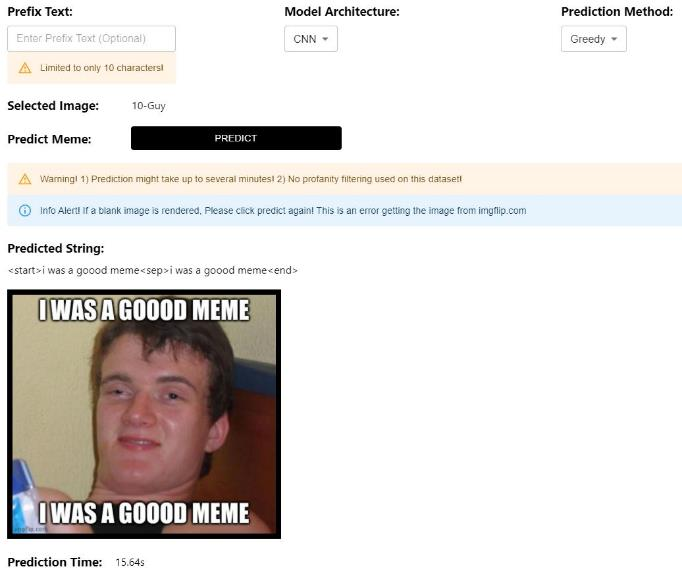 Prefix Text: Model Architecture: Prediction Method:
Enter Prefix Text (Optional) CNN Greedy
Limited to only 10 characters!
Selected Image: 10-Guy
Predict Meme: PREDICT
Warning! 1) Prediction might take up to several minutes! 2) No profanity filtering used on this dataset!
Info Alert! If a blank image is rendered, Please click predict again! This is an error getting the image from imgflip.com
Predicted String:
<start>i was a goood meme<sep>i was a goood meme<end>
I WAS A GOOOD MEME
I WAS A GOOOD MEME
imgflip.com
Prediction Time: 15.64s